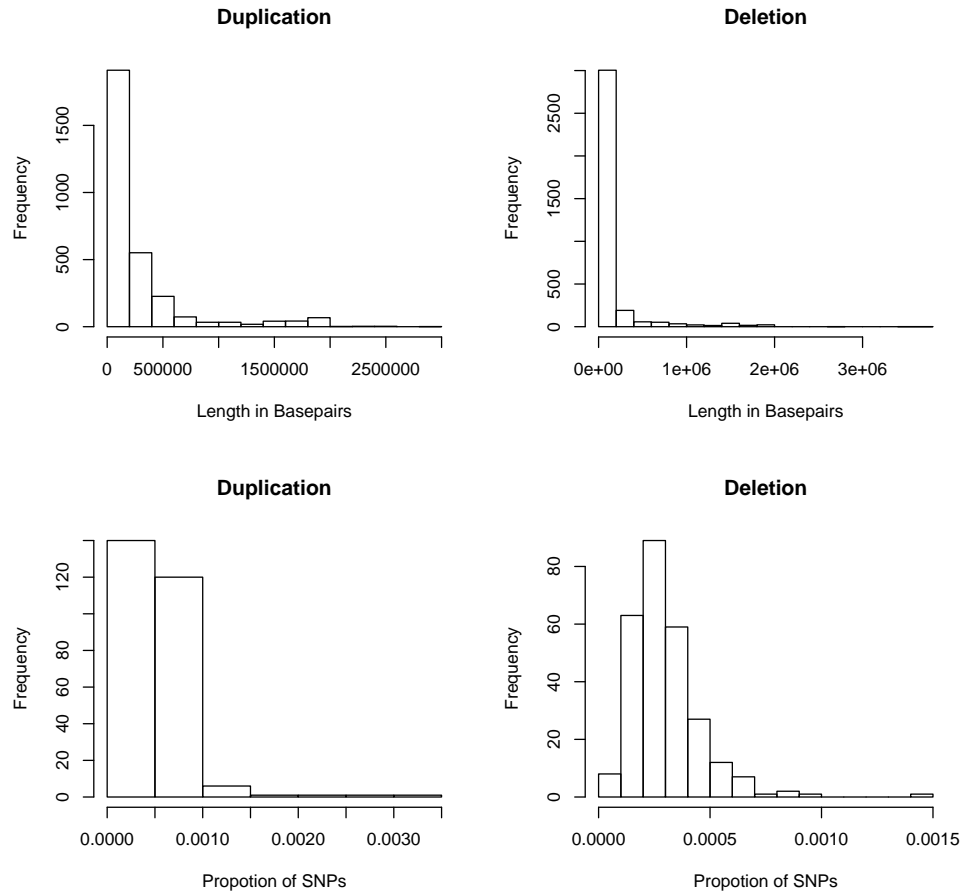 Duplication
Deletion
Frequency
0 500 1000 1500
0 500000 1500000 2500000
Length in Basepairs
Frequency
0 500 1500 2500
0e+00 1e+06 2e+06 3e+06
Length in Basepairs
Duplication
Deletion
Frequency
0 20 40 60 80 120
0.0000 0.0010 0.0020 0.0030
Propotion of SNPs
Frequency
0 20 40 60 80
0.0000 0.0005 0.0010 0.0015
Propotion of SNPs